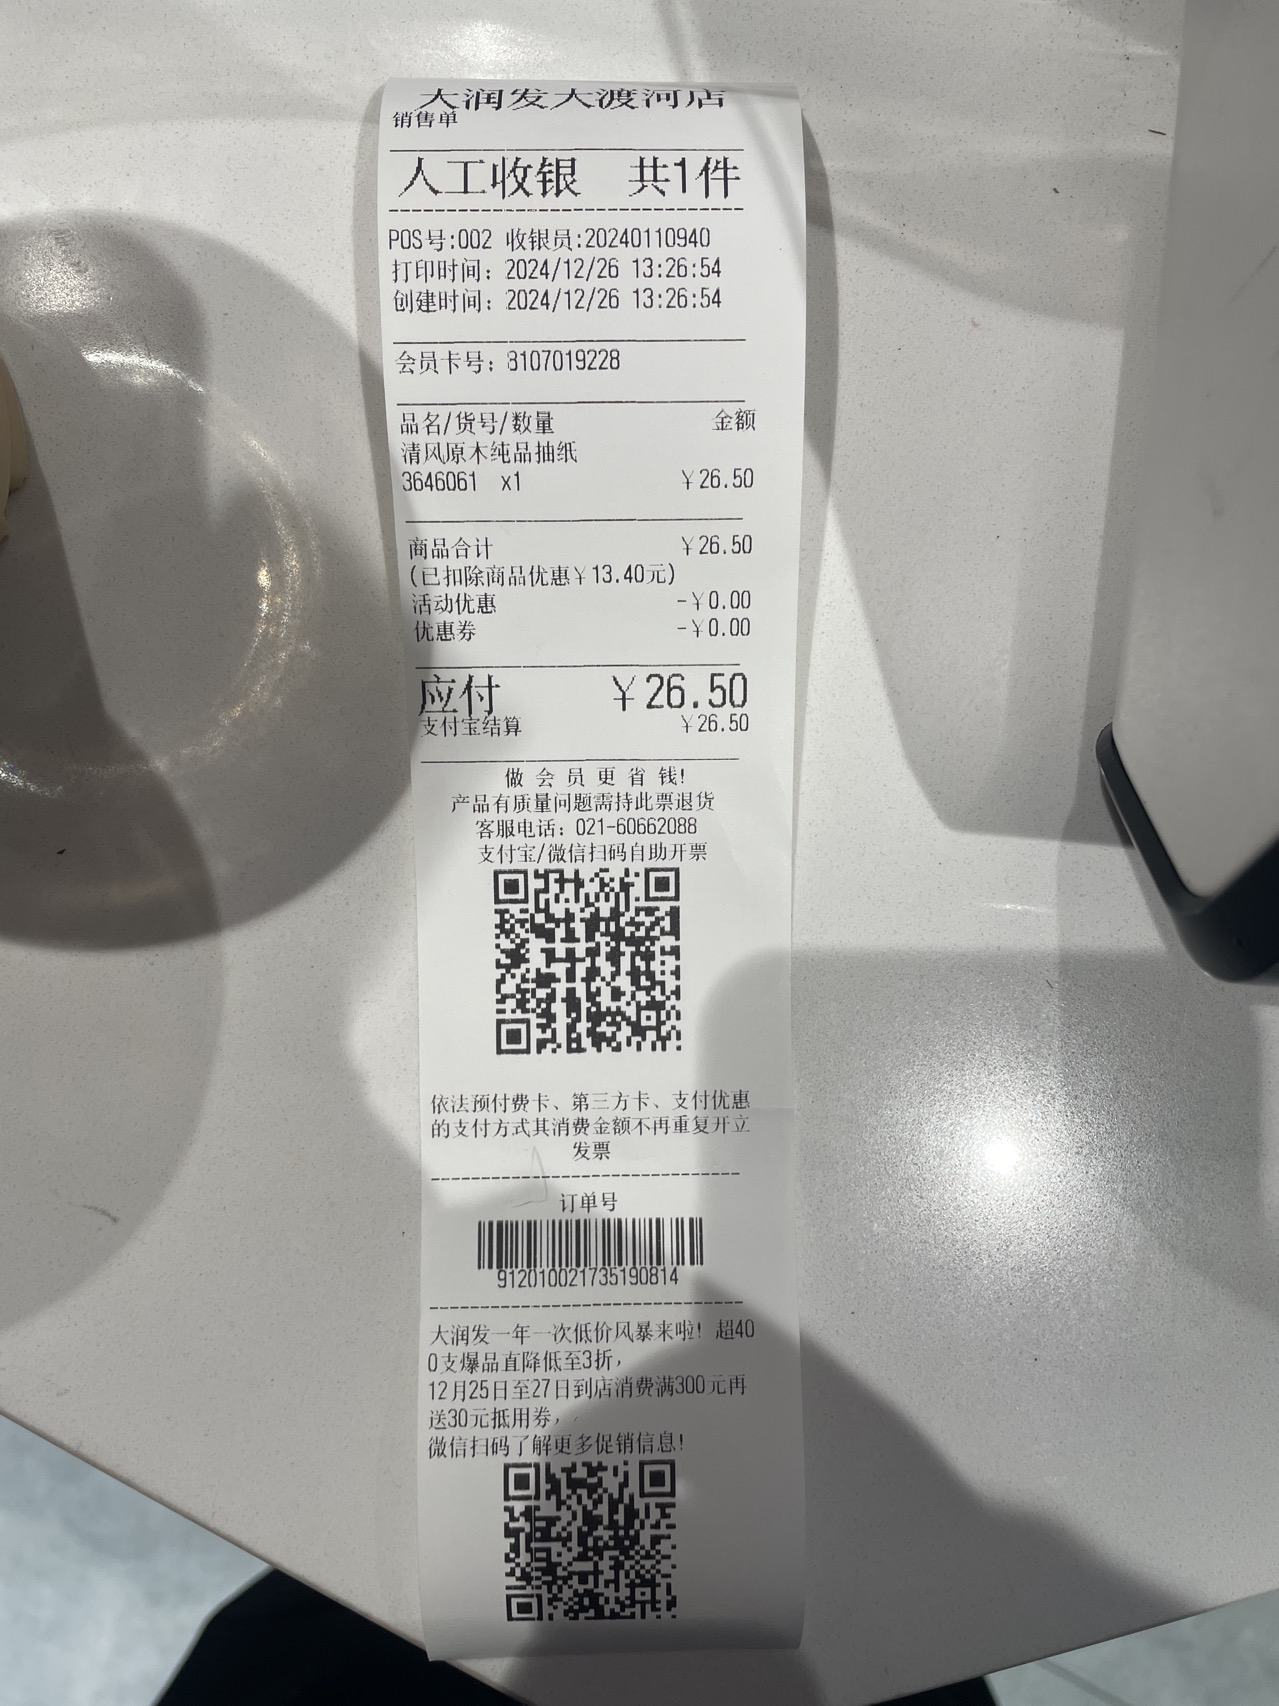 大润发大渡河店
销售单
人工收银 共1件
POS号:002 收银员:20240110940
打印时间: 2024/12/26 13:26:54
创建时间: 2024/12/26 13:26:54
会员卡号: 8107019228
品名/货号/数量 金额
清风原木纯品抽纸
3646061 x1 ¥26.50
商品合计 ¥26.50
(已扣除商品优惠¥13.40元)
活动优惠 -¥0.00
优惠券 -¥0.00
应付 ¥26.50
支付宝结算 ¥26.50
做会员更省钱!
产品有质量问题需持此票退货
客服电话: 021-60662088
支付宝/微信扫码自助开票
依法预付费卡、第三方卡、支付优惠
的支付方式其消费金额不再重复开立
发票
订单号
912010021735190814
大润发一年一次低价风暴来啦! 超40
0支爆品直降低至3折,
12月25日至27日到店消费满300元再
送30元抵用券,
微信扫码了解更多促销信息!